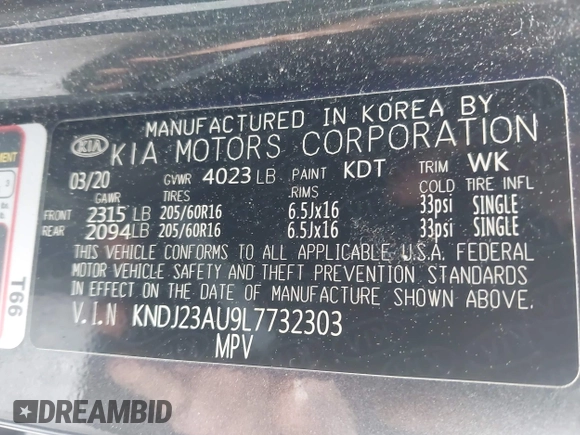 MANUFACTURED IN KOREA BY
KIA KIA MOTORS CORPORATION
03/20 GVWR 4023 LB PAINT KDT TRIM WK
GAWR TIRES .RIMS COLD TIRE INFL
FRONT 2315 LB 205/60R16 6.5Jx16 33psi SINGLE
REAR 2094LB 205/60R16 6.5Jx16 33psi SINGLE
THIS VEHICLE CONFORMS TO ALL APPLICABLE U.S.A. FEDERAL
MOTOR VEHICLE SAFETY AND THEFT PREVENTION STANDARDS
IN EFFECT ON THE DATE OF MANUFACTURE SHOWN ABOVE.
V.I.N KNDJ23AU9L7732303
MPV
T66
DREAMBID